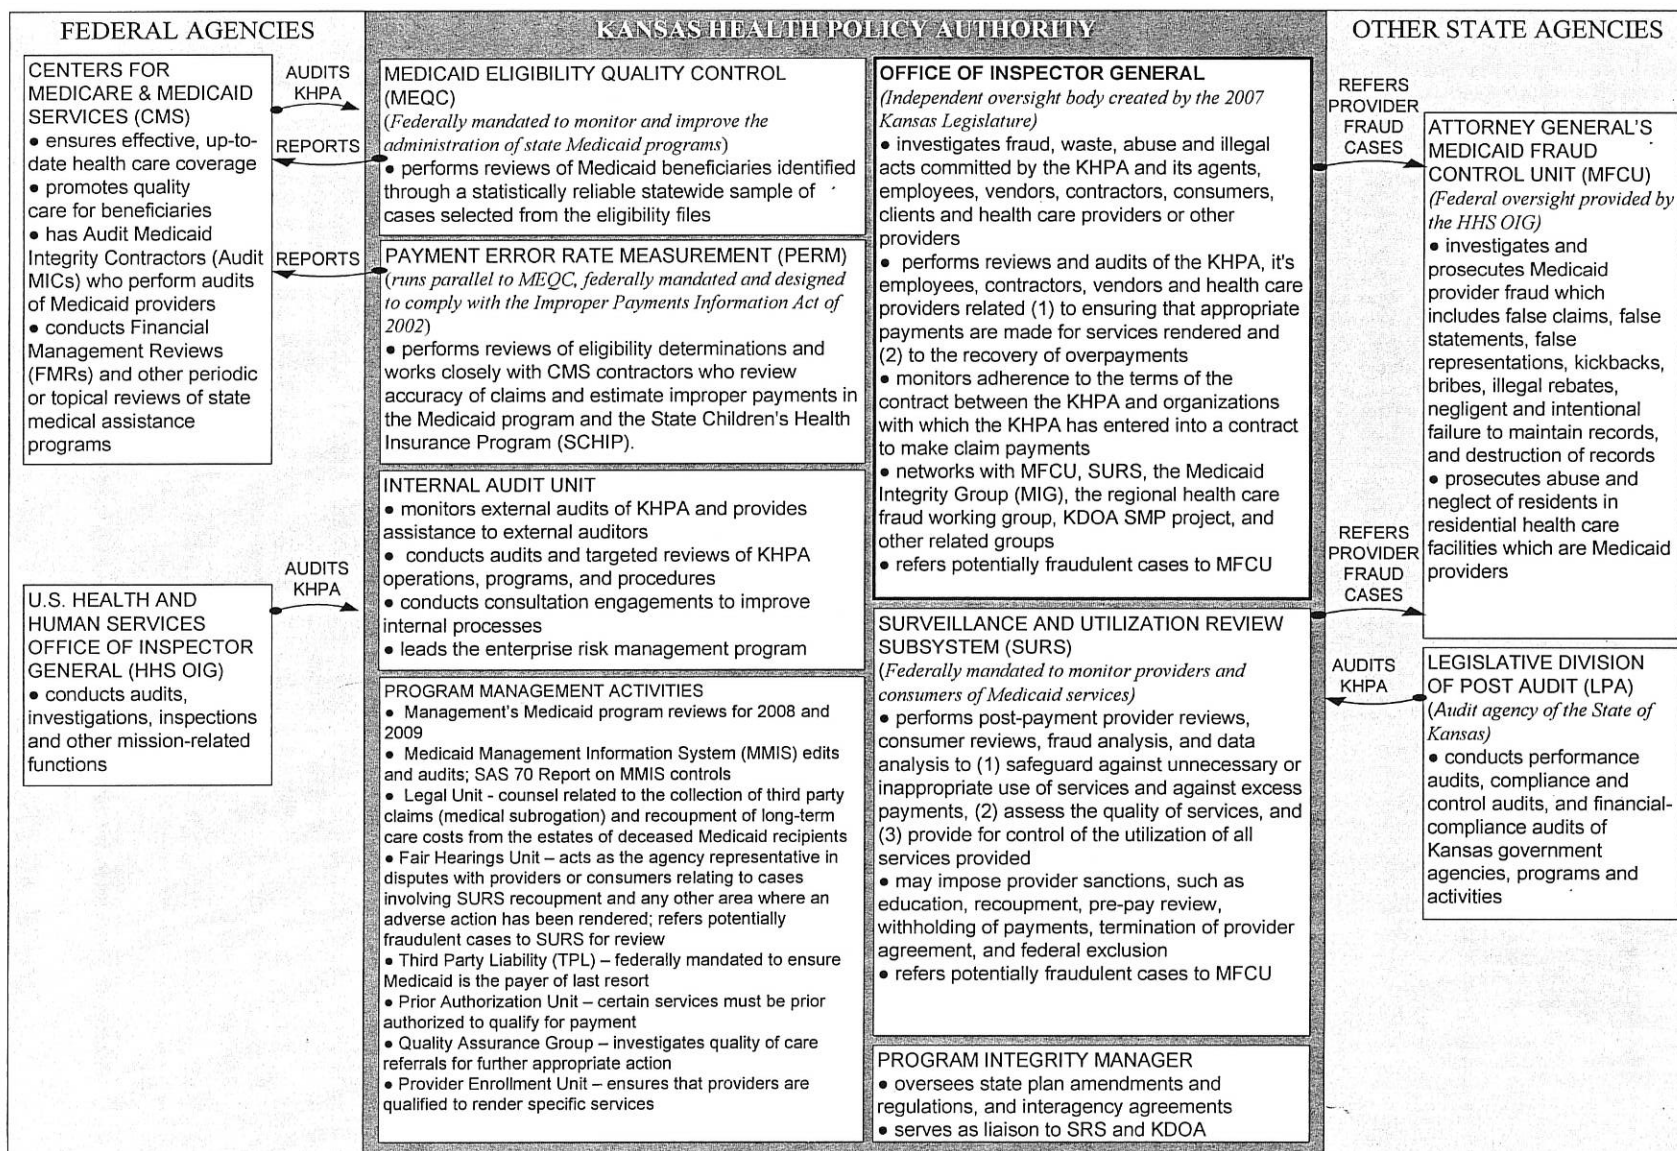 FEDERAL AGENCIES
CENTERS FOR
MEDICARE & MEDICAID
SERVICES (CMS)
● ensures effective, up-to-
date health care coverage
● promotes quality
care for beneficiaries
● has Audit Medicaid
Integrity Contractors (Audit
MICs) who perform audits
of Medicaid providers
● conducts Financial
Management Reviews
(FMRs) and other periodic
or topical reviews of state
medical assistance
programs
AUDITS
KHPA
REPORTS
REPORTS
U.S. HEALTH AND
HUMAN SERVICES
OFFICE OF INSPECTOR
GENERAL (HHS OIG)
● conducts audits,
investigations, inspections
and other mission-related
functions
AUDITS
KHPA
KANSAS HEALTH POLICY AUTHORITY
MEDICAID ELIGIBILITY QUALITY CONTROL
(MEQC)
(Federally mandated to monitor and improve the
administration of state Medicaid programs)
● performs reviews of Medicaid beneficiaries identified
through a statistically reliable statewide sample of
cases selected from the eligibility files
PAYMENT ERROR RATE MEASUREMENT (PERM)
(runs parallel to MEQC, federally mandated and designed
to comply with the Improper Payments Information Act of
2002)
● performs reviews of eligibility determinations and
works closely with CMS contractors who review
accuracy of claims and estimate improper payments in
the Medicaid program and the State Children's Health
Insurance Program (SCHIP).
INTERNAL AUDIT UNIT
● monitors external audits of KHPA and provides
assistance to external auditors
● conducts audits and targeted reviews of KHPA
operations, programs, and procedures
● conducts consultation engagements to improve
internal processes
● leads the enterprise risk management program
PROGRAM MANAGEMENT ACTIVITIES
● Management's Medicaid program reviews for 2008 and
2009
● Medicaid Management Information System (MMIS) edits
and audits; SAS 70 Report on MMIS controls
● Legal Unit - counsel related to the collection of third party
claims (medical subrogation) and recoupment of long-term
care costs from the estates of deceased Medicaid recipients
● Fair Hearings Unit – acts as the agency representative in
disputes with providers or consumers relating to cases
involving SURS recoupment and any other area where an
adverse action has been rendered; refers potentially
fraudulent cases to SURS for review
● Third Party Liability (TPL) – federally mandated to ensure
Medicaid is the payer of last resort
● Prior Authorization Unit – certain services must be prior
authorized to qualify for payment
● Quality Assurance Group – investigates quality of care
referrals for further appropriate action
● Provider Enrollment Unit – ensures that providers are
qualified to render specific services
OFFICE OF INSPECTOR GENERAL
(Independent oversight body created by the 2007
Kansas Legislature)
● investigates fraud, waste, abuse and illegal
acts committed by the KHPA and its agents,
employees, vendors, contractors, consumers,
clients and health care providers or other
providers
● performs reviews and audits of the KHPA, it's
employees, contractors, vendors and health care
providers related (1) to ensuring that appropriate
payments are made for services rendered and
(2) to the recovery of overpayments
● monitors adherence to the terms of the
contract between the KHPA and organizations
with which the KHPA has entered into a contract
to make claim payments
● networks with MFCU, SURS, the Medicaid
Integrity Group (MIG), the regional health care
fraud working group, KDOA SMP project, and
other related groups
● refers potentially fraudulent cases to MFCU
SURVEILLANCE AND UTILIZATION REVIEW
SUBSYSTEM (SURS)
(Federally mandated to monitor providers and
consumers of Medicaid services)
● performs post-payment provider reviews,
consumer reviews, fraud analysis, and data
analysis to (1) safeguard against unnecessary or
inappropriate use of services and against excess
payments, (2) assess the quality of services, and
(3) provide for control of the utilization of all
services provided
● may impose provider sanctions, such as
education, recoupment, pre-pay review,
withholding of payments, termination of provider
agreement, and federal exclusion
● refers potentially fraudulent cases to MFCU
PROGRAM INTEGRITY MANAGER
● oversees state plan amendments and
regulations, and interagency agreements
● serves as liaison to SRS and KDOA
OTHER STATE AGENCIES
REFERS
PROVIDER
FRAUD
CASES
ATTORNEY GENERAL'S
MEDICAID FRAUD
CONTROL UNIT (MFCU)
(Federal oversight provided by
the HHS OIG)
● investigates and
prosecutes Medicaid
provider fraud which
includes false claims, false
statements, false
representations, kickbacks,
bribes, illegal rebates,
negligent and intentional
failure to maintain records,
and destruction of records
● prosecutes abuse and
neglect of residents in
residential health care
facilities which are Medicaid
providers
REFERS
PROVIDER
FRAUD
CASES
AUDITS
KHPA
LEGISLATIVE DIVISION
OF POST AUDIT (LPA)
(Audit agency of the State of
Kansas)
● conducts performance
audits, compliance and
control audits, and financial-
compliance audits of
Kansas government
agencies, programs and
activities